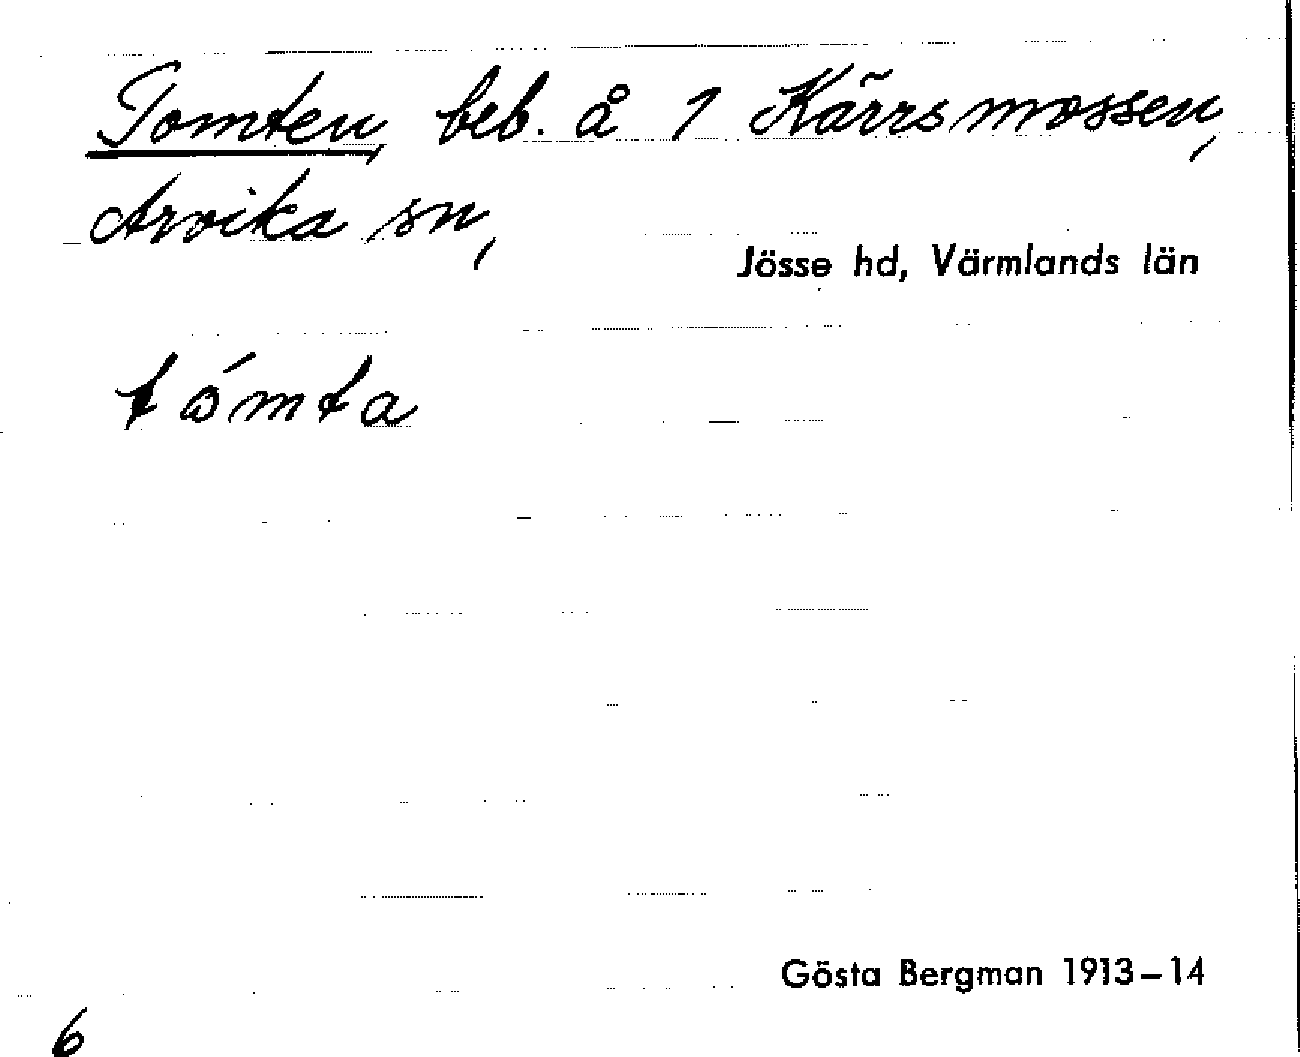 Tomten, beb. å 1 Kärrsmossen,
Arvika sn,
Jösse hd, Värmlands län
tómta
Gösta Bergman 1913–14
6